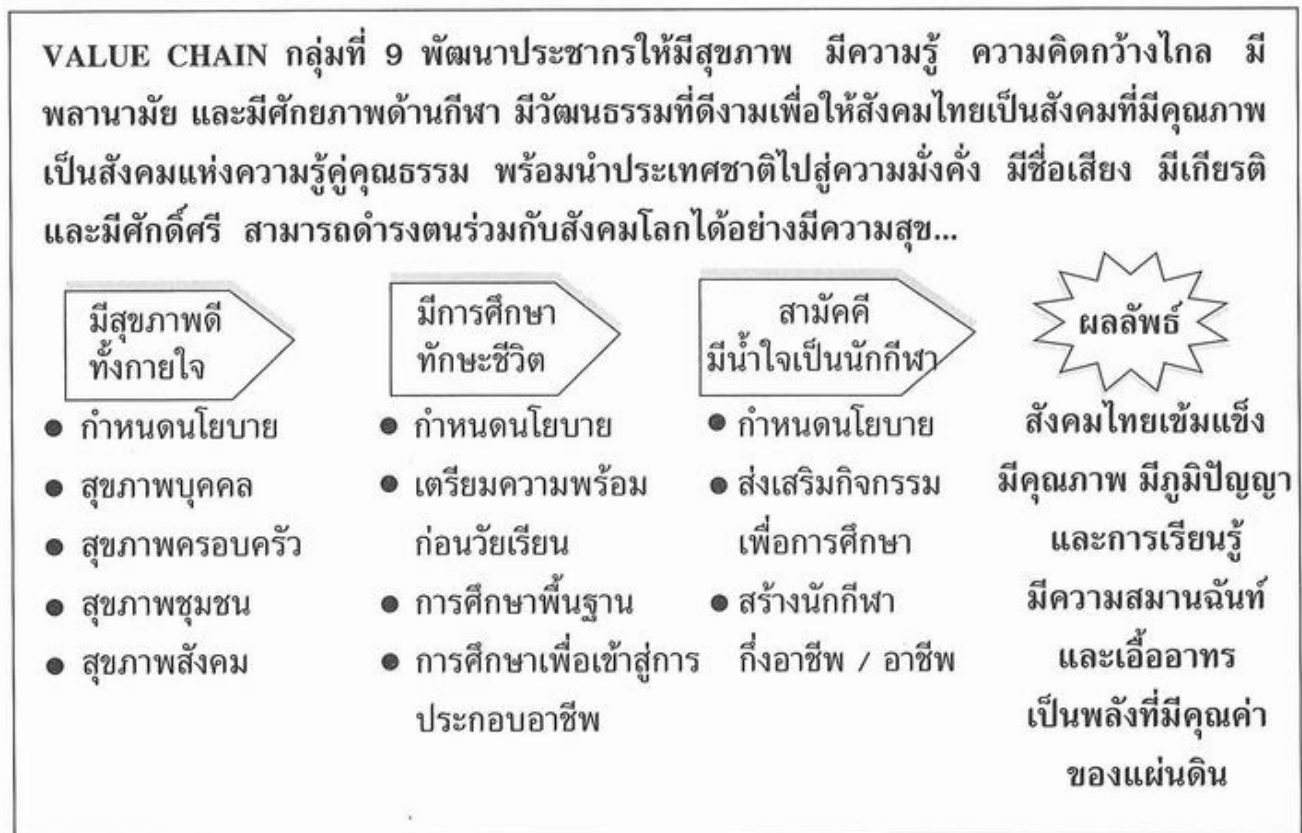 VALUE CHAIN กลุ่มที่ 9 พัฒนาประชากรให้มีสุขภาพ มีความรู้ ความคิดกว้างไกล มี
พลานามัย และมีศักยภาพด้านกีฬา มีวัฒนธรรมที่ดีงามเพื่อให้สังคมไทยเป็นสังคมที่มีคุณภาพ
เป็นสังคมแห่งความรู้คู่คุณธรรม พร้อมนำประเทศชาติไปสู่ความมั่งคั่ง มีชื่อเสียง มีเกียรติ
และมีศักดิ์ศรี สามารถดำรงตนร่วมกับสังคมโลกได้อย่างมีความสุข...
มีสุขภาพดี
ทั้งกายใจ
● กำหนดนโยบาย
● สุขภาพบุคคล
● สุขภาพครอบครัว
● สุขภาพชุมชน
● สุขภาพสังคม
มีการศึกษา
ทักษะชีวิต
● กำหนดนโยบาย
● เตรียมความพร้อม
ก่อนวัยเรียน
● การศึกษาพื้นฐาน
● การศึกษาเพื่อเข้าสู่การ
ประกอบอาชีพ
สามัคคี
มีน้ำใจเป็นนักกีฬา
● กำหนดนโยบาย
● ส่งเสริมกิจกรรม
เพื่อการศึกษา
● สร้างนักกีฬา
กึ่งอาชีพ / อาชีพ
ผลลัพธ์
สังคมไทยเข้มแข็ง
มีคุณภาพ มีภูมิปัญญา
และการเรียนรู้
มีความสมานฉันท์
และเอื้ออาทร
เป็นพลังที่มีคุณค่า
ของแผ่นดิน